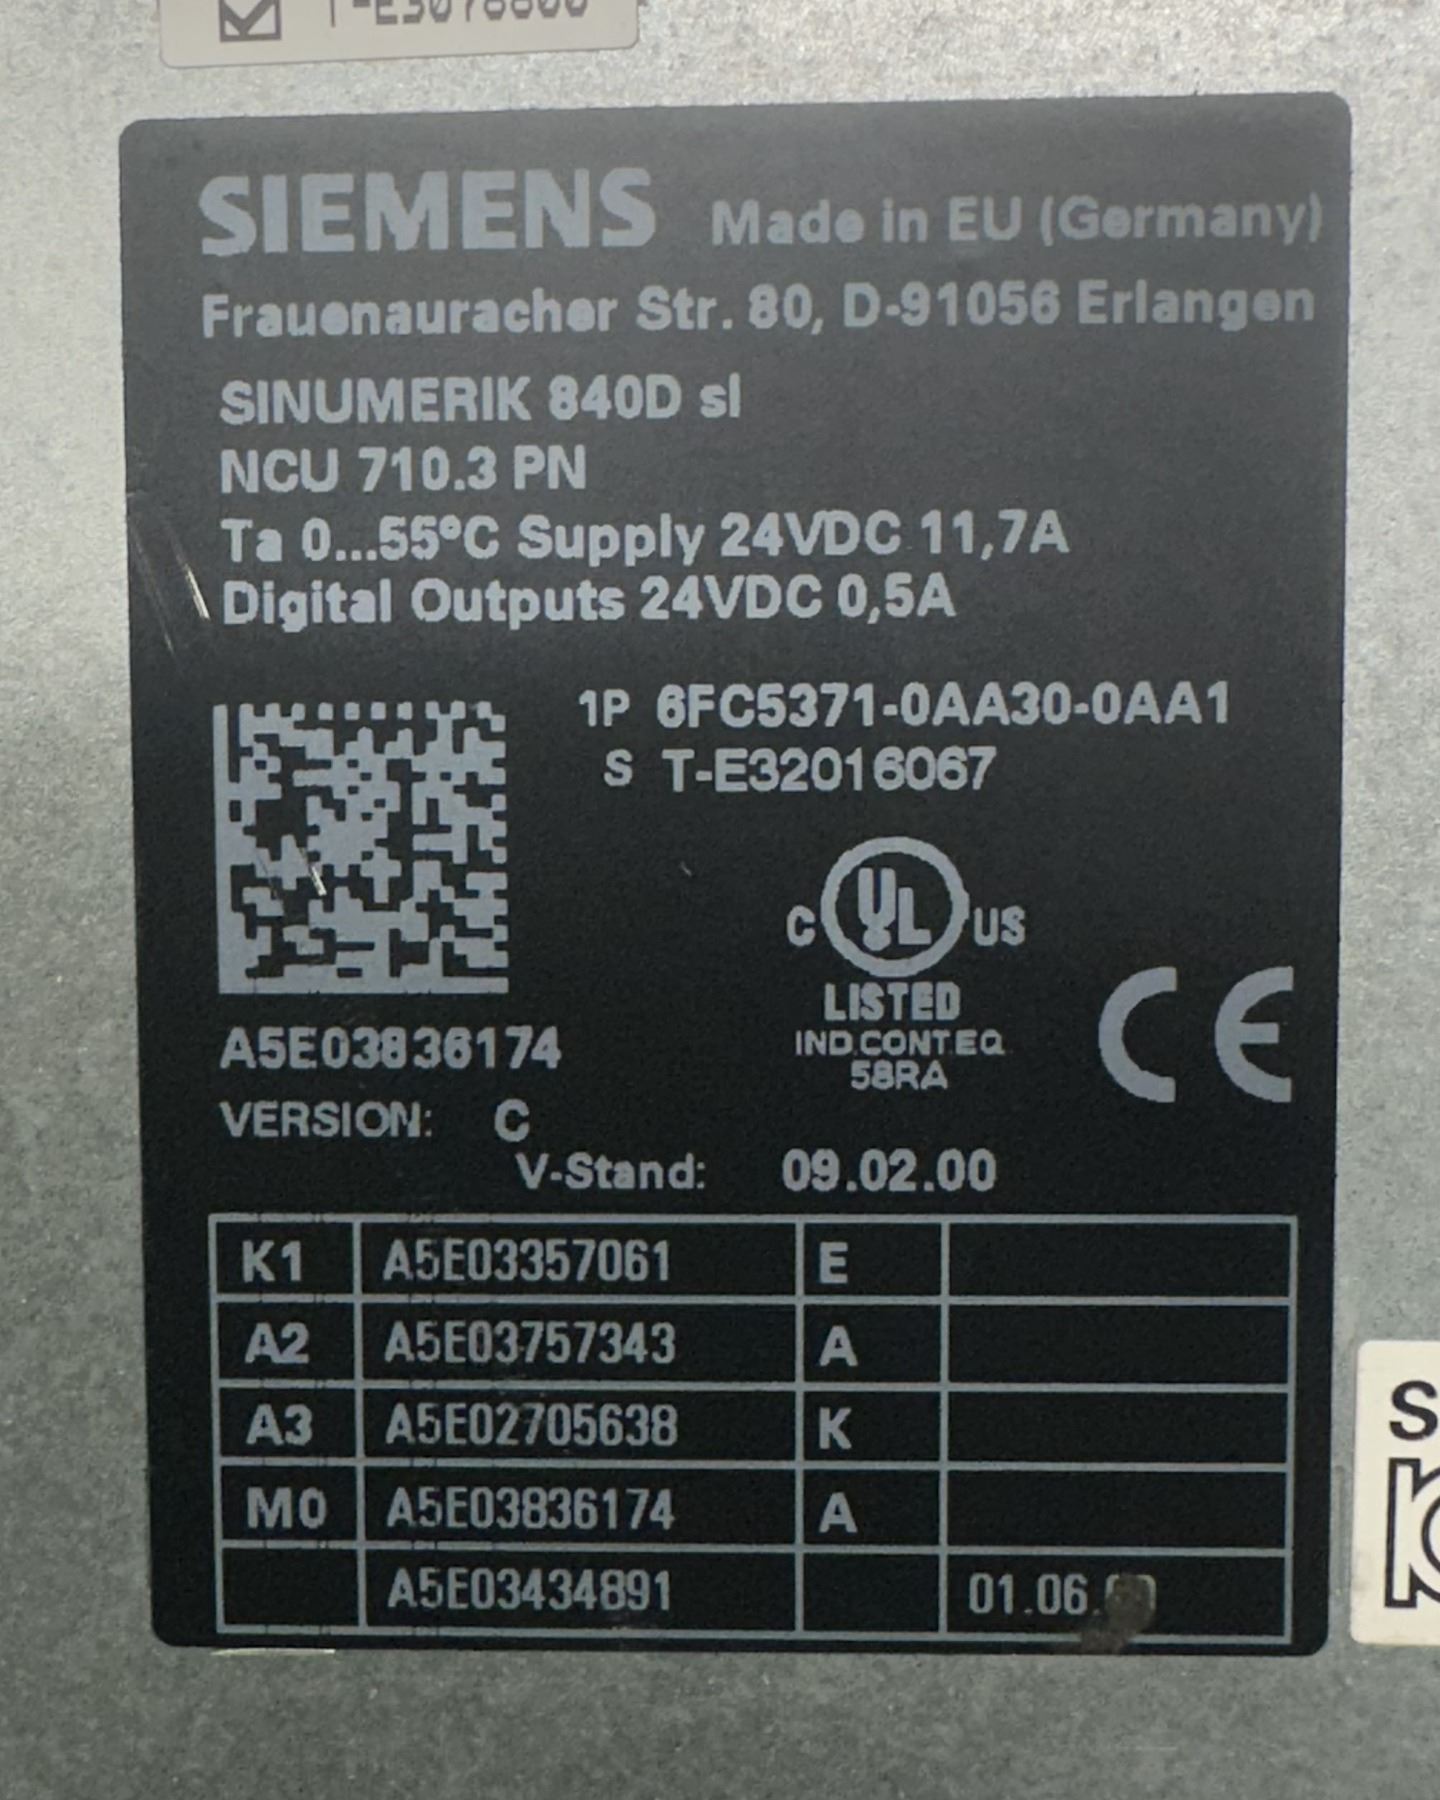 SIEMENS Made in EU (Germany)
Frauenauracher Str. 80, D-91056 Erlangen
SINUMERIK 840D sl
NCU 710.3 PN
Ta 0...55°C Supply 24VDC 11,7A
Digital Outputs 24VDC 0,5A
1P 6FC5371-0AA30-0AA1
S T-E32016067
C UL US
LISTED
IND.CONT.EQ
58RA
CE
A5E03836174
VERSION: C
V-Stand: 09.02.00
K1 A5E03357061 E
A2 A5E03757343 A
A3 A5E02705638 K
M0 A5E03836174 A
A5E03434891